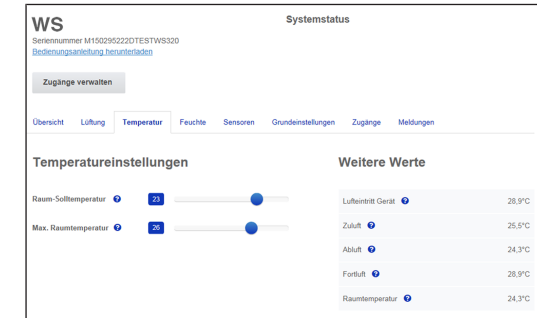 WS
Systemstatus
Seriennummer M150295222DTESTWS320
Bedienungsanleitung herunterladen
Zugänge verwalten
Übersicht Lüftung Temperatur Feuchte Sensoren Grundeinstellungen Zugänge Meldungen
Temperatureinstellungen
Raum-Solltemperatur ? 23
Max. Raumtemperatur ? 26
Weitere Werte
Lufteintritt Gerät ? 28,9°C
Zuluft ? 25,5°C
Abluft ? 24,3°C
Fortluft ? 28,9°C
Raumtemperatur ? 24,3°C